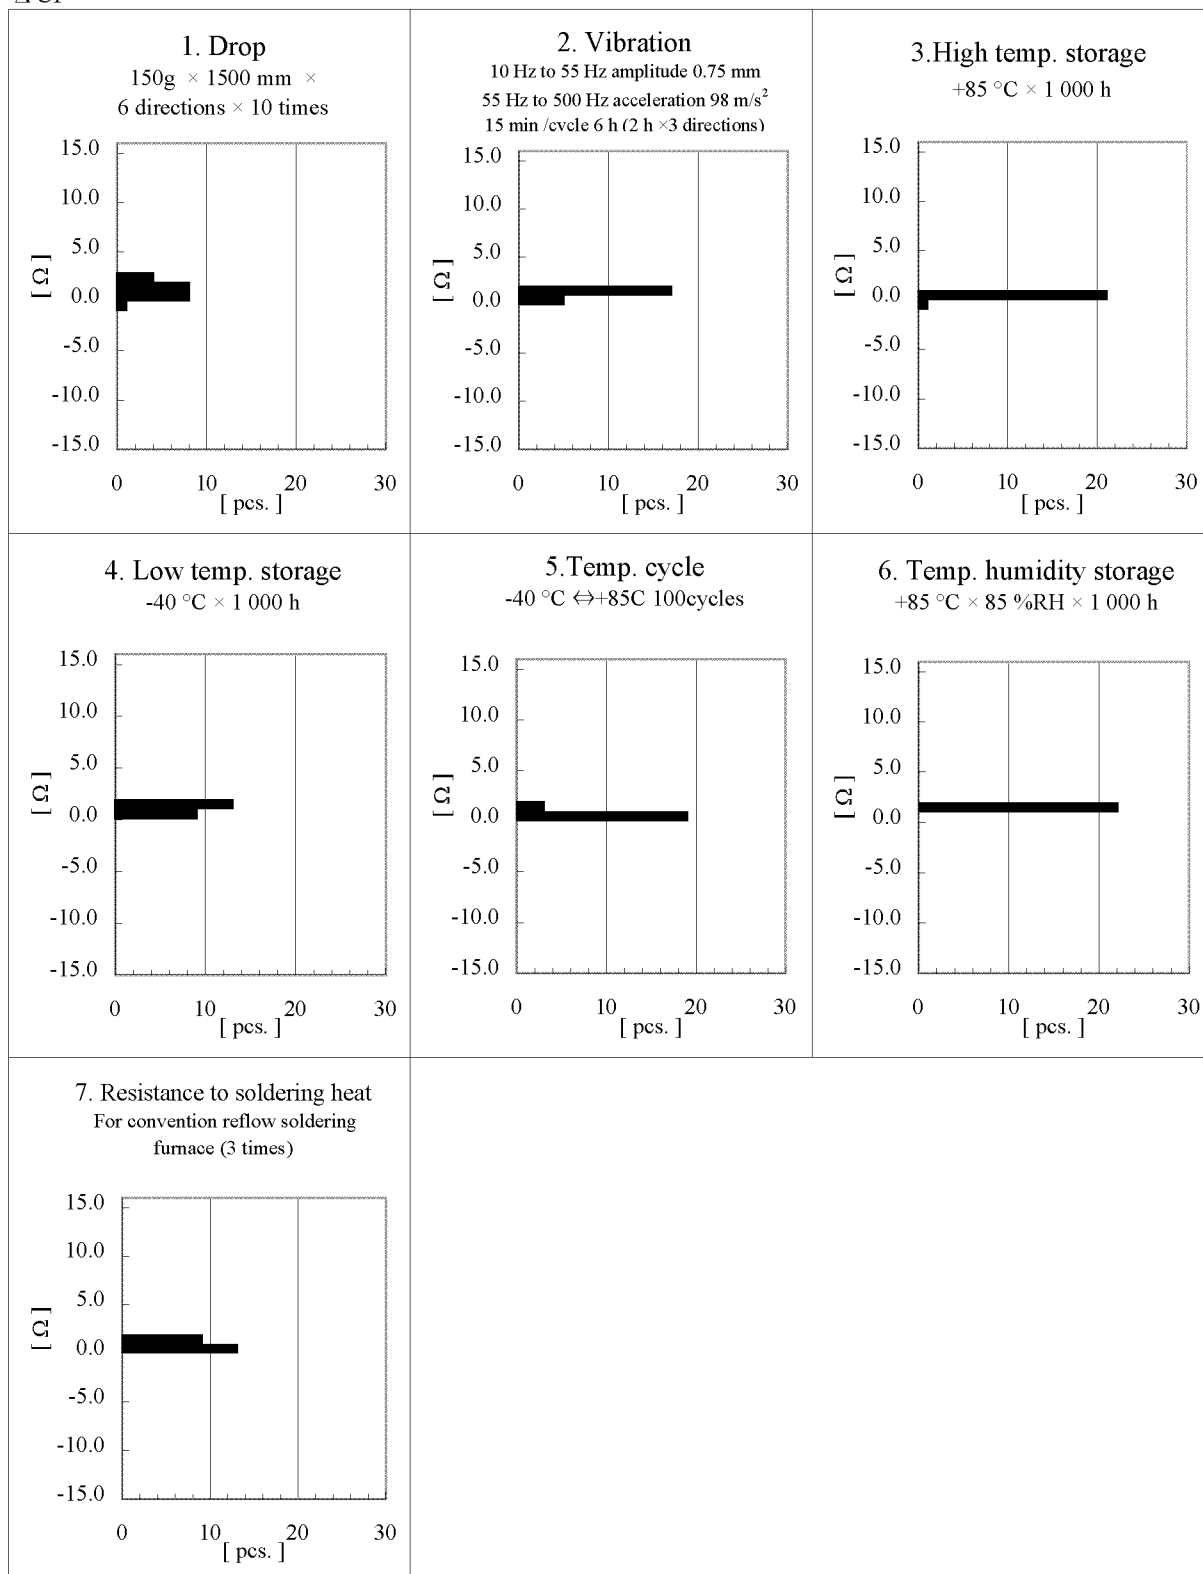 1. Drop
150g × 1500 mm ×
6 directions × 10 times
15.0
10.0
5.0
0.0
-5.0
-10.0
-15.0
[ Ω ]
0 10 20 30
[ pcs. ]
2. Vibration
10 Hz to 55 Hz amplitude 0.75 mm
55 Hz to 500 Hz acceleration 98 m/s²
15 min /cycle 6 h (2 h ×3 directions)
15.0
10.0
5.0
0.0
-5.0
-10.0
-15.0
[ Ω ]
0 10 20 30
[ pcs. ]
3.High temp. storage
+85 °C × 1 000 h
15.0
10.0
5.0
0.0
-5.0
-10.0
-15.0
[ Ω ]
0 10 20 30
[ pcs. ]
4. Low temp. storage
-40 °C × 1 000 h
15.0
10.0
5.0
0.0
-5.0
-10.0
-15.0
[ Ω ]
0 10 20 30
[ pcs. ]
5.Temp. cycle
-40 °C ⇔+85C 100cycles
15.0
10.0
5.0
0.0
-5.0
-10.0
-15.0
[ Ω ]
0 10 20 30
[ pcs. ]
6. Temp. humidity storage
+85 °C × 85 %RH × 1 000 h
15.0
10.0
5.0
0.0
-5.0
-10.0
-15.0
[ Ω ]
0 10 20 30
[ pcs. ]
7. Resistance to soldering heat
For convention reflow soldering
furnace (3 times)
15.0
10.0
5.0
0.0
-5.0
-10.0
-15.0
[ Ω ]
0 10 20 30
[ pcs. ]